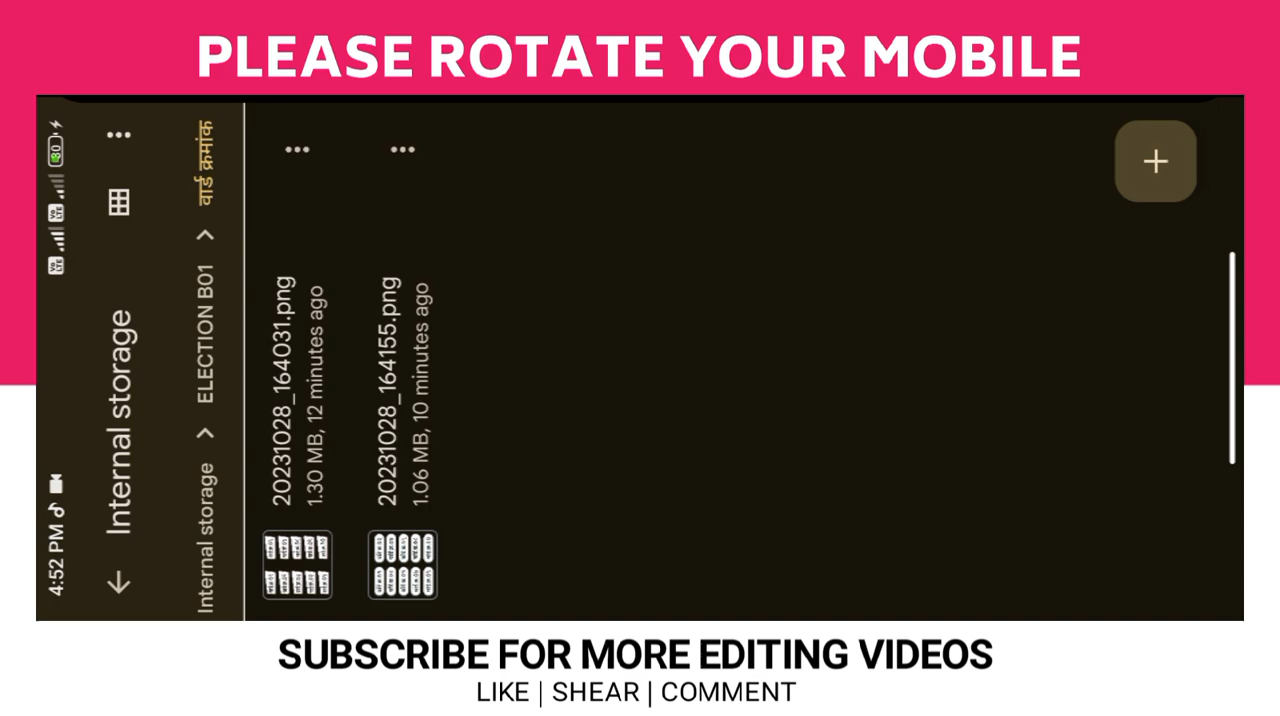 PLEASE ROTATE YOUR MOBILE
4:52 PM
80
Internal storage
Internal storage > ELECTION B01 > वार्ड क्रमांक
20231028_164031.png
1.30 MB, 12 minutes ago
20231028_164155.png
1.06 MB, 10 minutes ago
SUBSCRIBE FOR MORE EDITING VIDEOS
LIKE | SHEAR | COMMENT